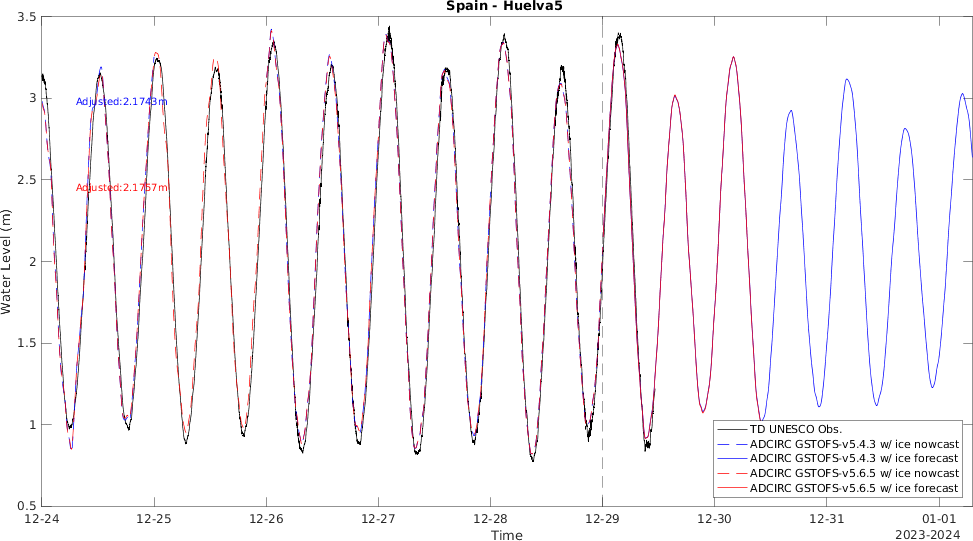 Spain - Huelva5
3.5
3
2.5
2
1.5
1
0.5
Water Level (m)
Adjusted:2.1743m
Adjusted:2.1757m
TD UNESCO Obs.
ADCIRC GSTOFS-v5.4.3 w/ ice nowcast
ADCIRC GSTOFS-v5.4.3 w/ ice forecast
ADCIRC GSTOFS-v5.6.5 w/ ice nowcast
ADCIRC GSTOFS-v5.6.5 w/ ice forecast
12-24 12-25 12-26 12-27 12-28 12-29 12-30 12-31 01-01
Time
2023-2024